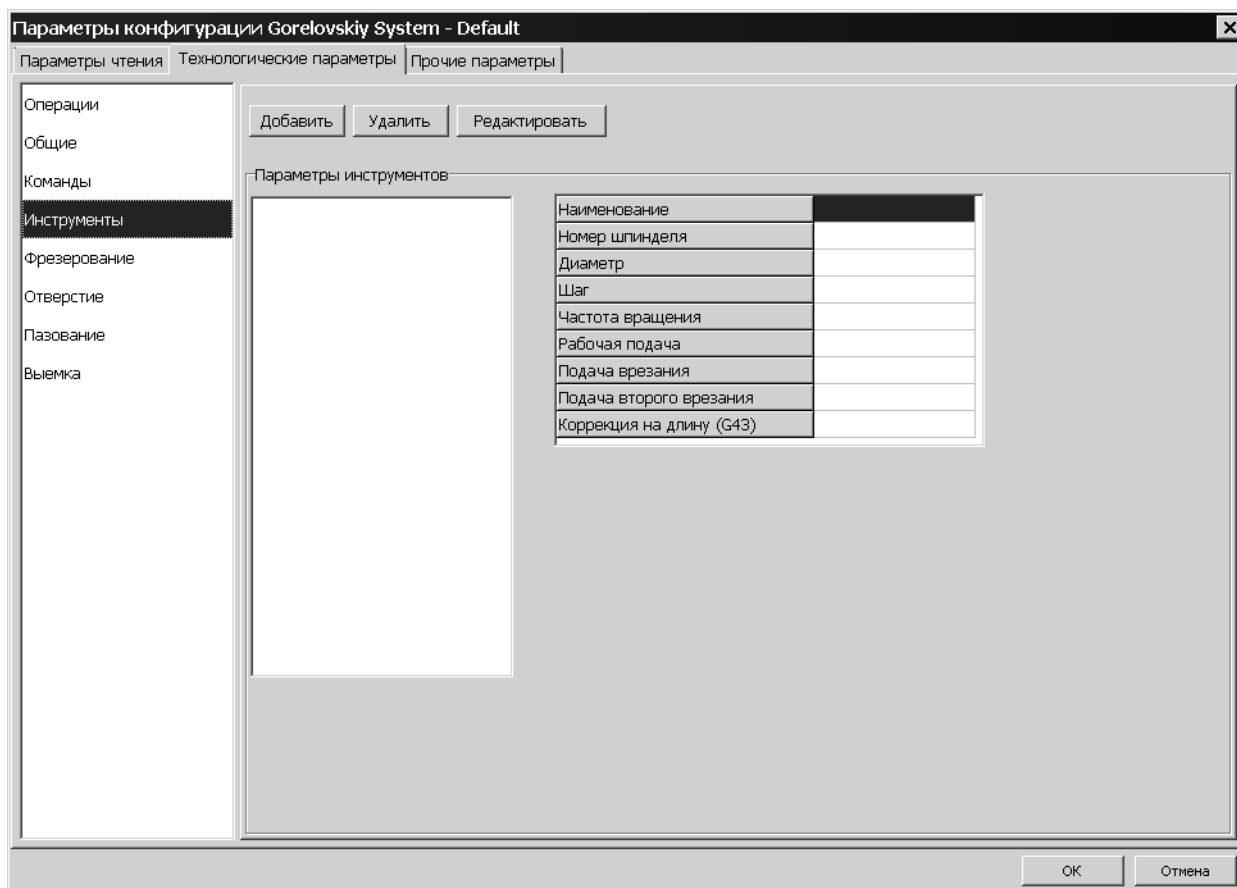 Параметры конфигурации Gorelovskiy System - Default
Параметры чтения Технологические параметры Прочие параметры
Операции
Общие
Команды
Инструменты
Фрезерование
Отверстие
Пазование
Выемка
Добавить Удалить Редактировать
Параметры инструментов
Наименование
Номер шпинделя
Диаметр
Шаг
Частота вращения
Рабочая подача
Подача врезания
Подача второго врезания
Коррекция на длину (G43)
ОК Отмена